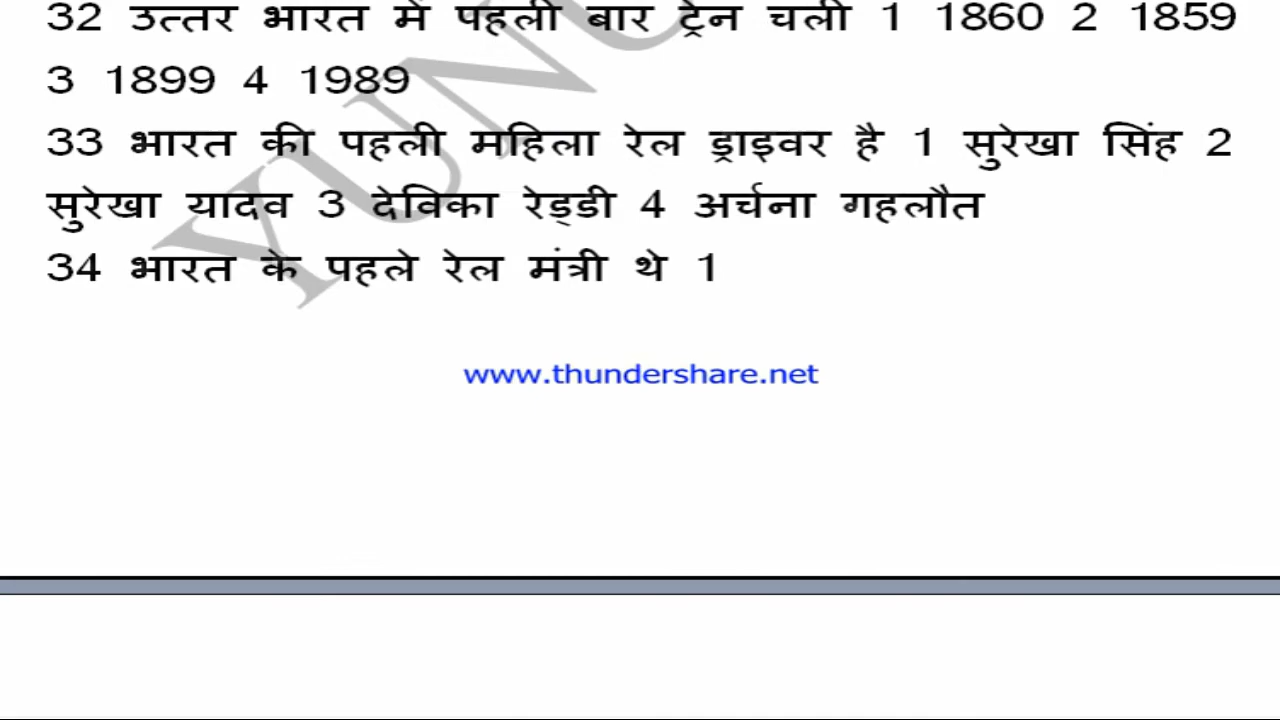 32 उत्तर भारत में पहली बार ट्रेन चली 1 1860 2 1859
3 1899 4 1989
33 भारत की पहली महिला रेल ड्राइवर है 1 सुरेखा सिंह 2
सुरेखा यादव 3 देविका रेड्डी 4 अर्चना गहलौत
34 भारत के पहले रेल मंत्री थे 1
www.thundershare.net